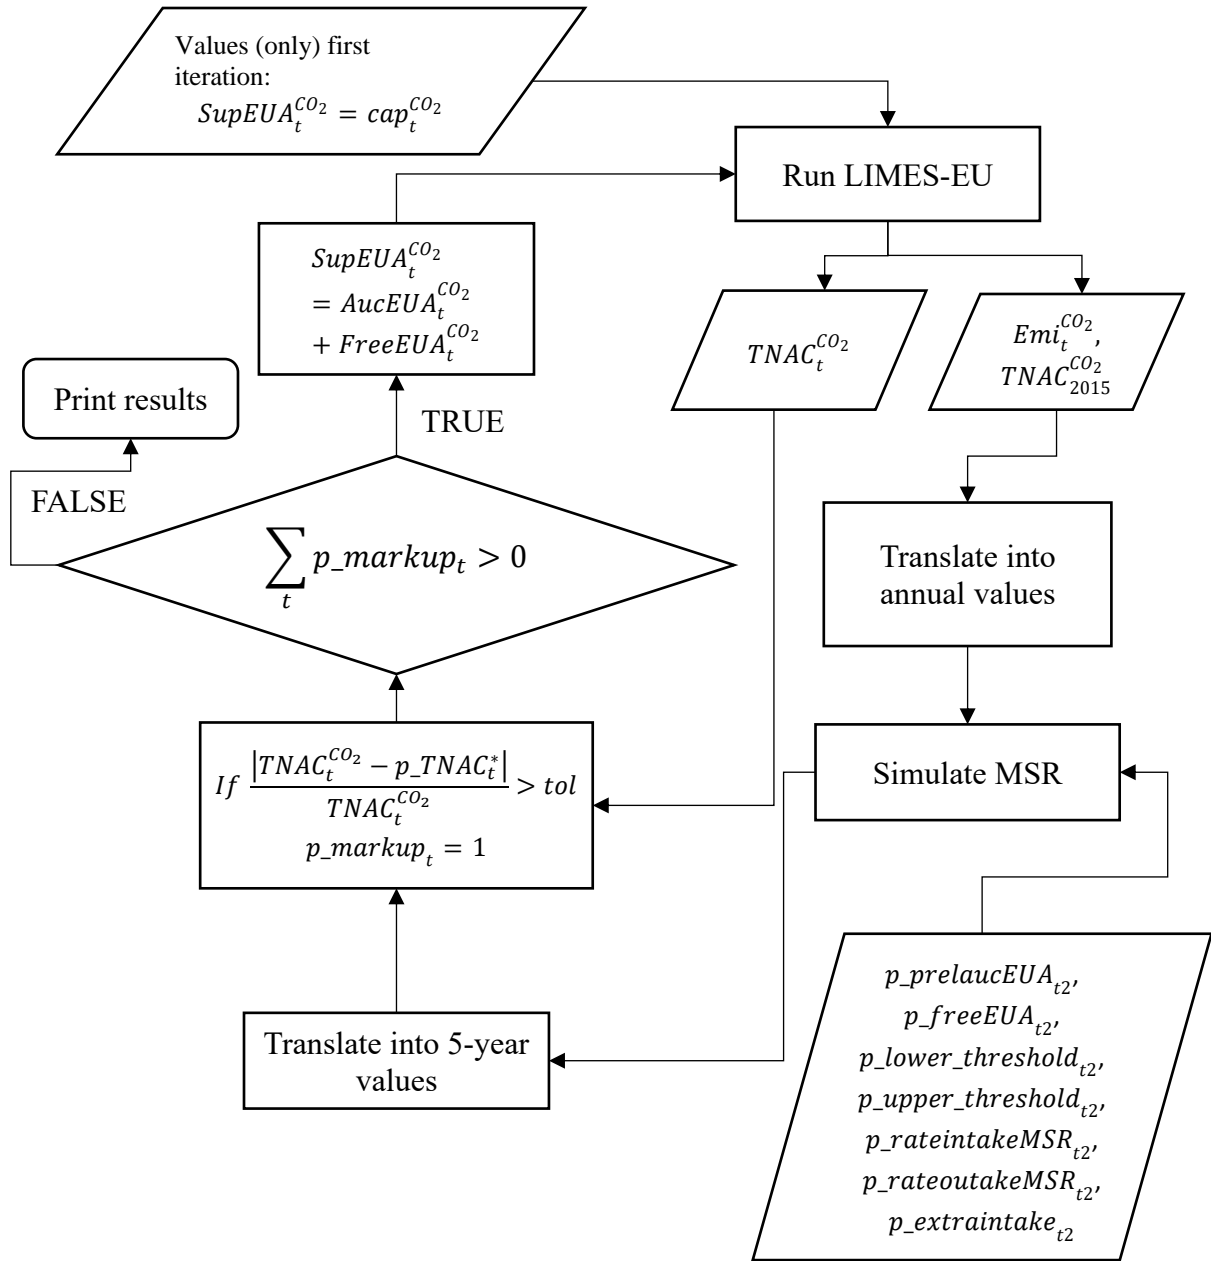 Values (only) first
iteration:
SupEUA_t^{CO_2} = cap_t^{CO_2}
Run LIMES-EU
SupEUA_t^{CO_2}
= AucEUA_t^{CO_2}
+ FreeEUA_t^{CO_2}
TNAC_t^{CO_2}
Emi_t^{CO_2},
TNAC_{2015}^{CO_2}
Print results
TRUE
FALSE
∑_t p_markup_t > 0
Translate into
annual values
If |TNAC_t^{CO_2} − p_TNAC_t^*| / TNAC_t^{CO_2} > tol
p_markup_t = 1
Simulate MSR
Translate into 5-year
values
p_prelaucEUA_{t2},
p_freeEUA_{t2},
p_lower_threshold_{t2},
p_upper_threshold_{t2},
p_rateintakeMSR_{t2},
p_rateoutakeMSR_{t2},
p_extraintake_{t2}